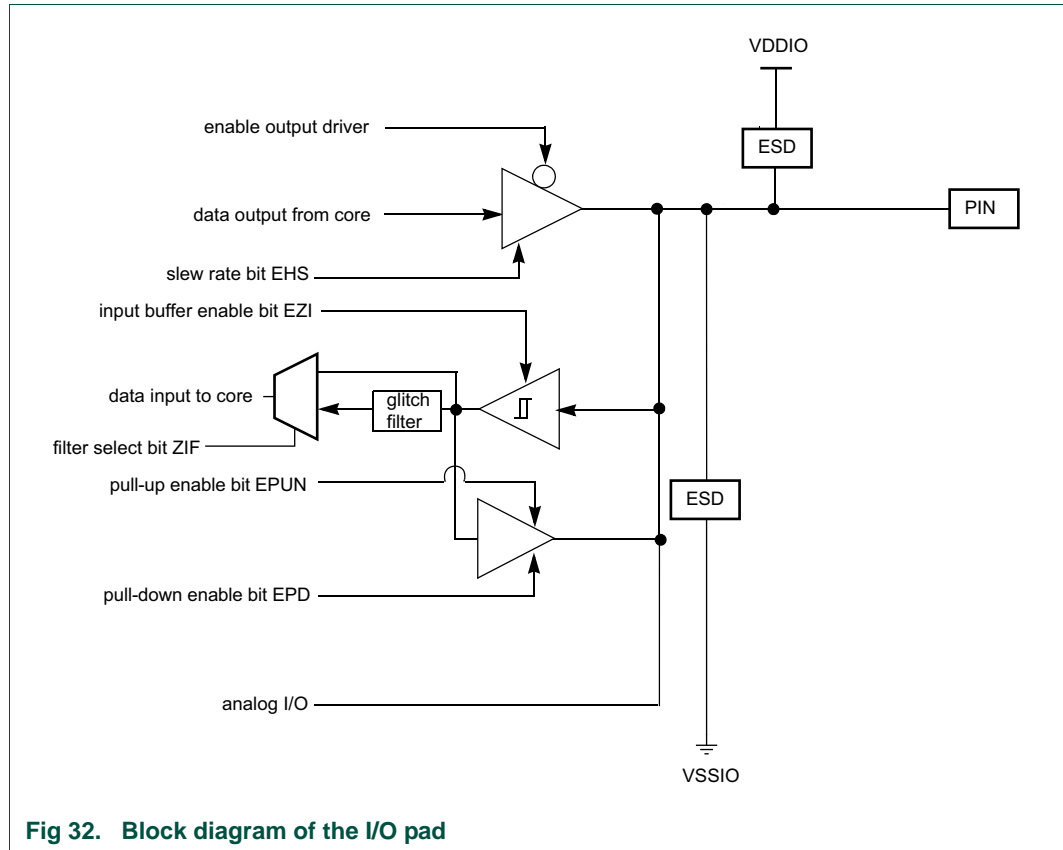 VDDIO
enable output driver
ESD
data output from core
PIN
slew rate bit EHS
input buffer enable bit EZI
data input to core
glitch
filter
filter select bit ZIF
pull-up enable bit EPUN
ESD
pull-down enable bit EPD
analog I/O
VSSIO
Fig 32. Block diagram of the I/O pad